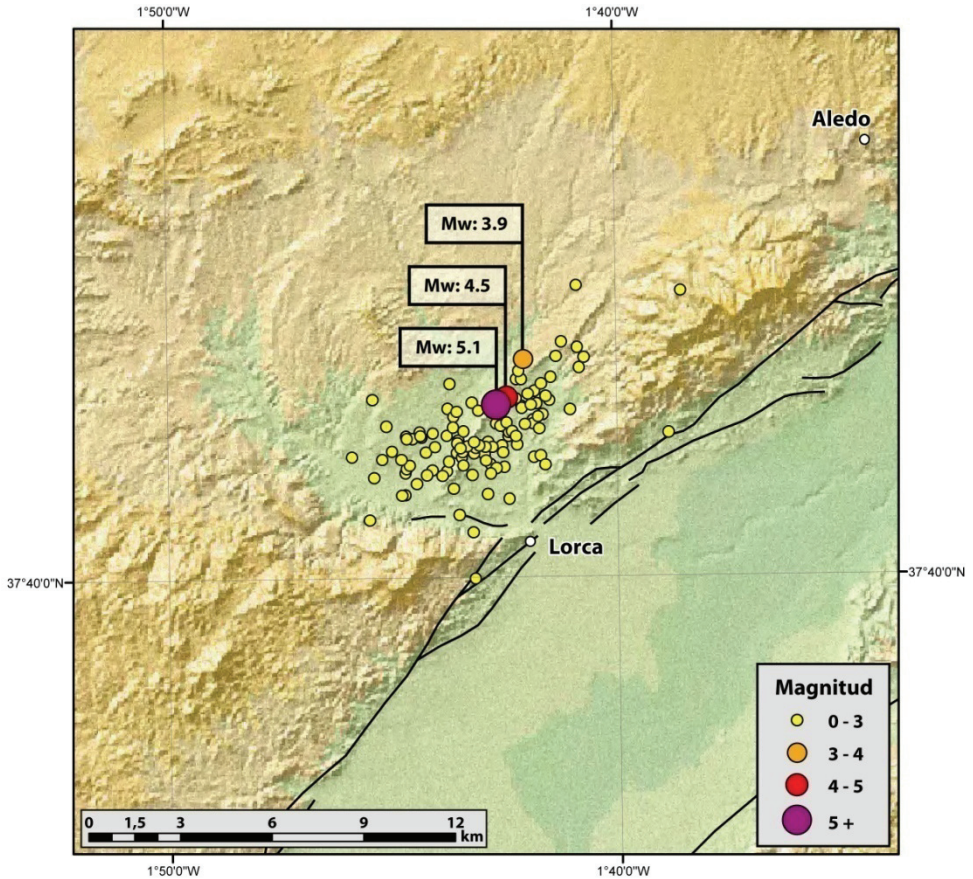 1°50'0"W
1°40'0"W
Aledo
Mw: 3.9
Mw: 4.5
Mw: 5.1
Lorca
37°40'0"N
37°40'0"N
Magnitud
0 - 3
3 - 4
4 - 5
5 +
0 1,5 3 6 9 12
km
1°50'0"W
1°40'0"W